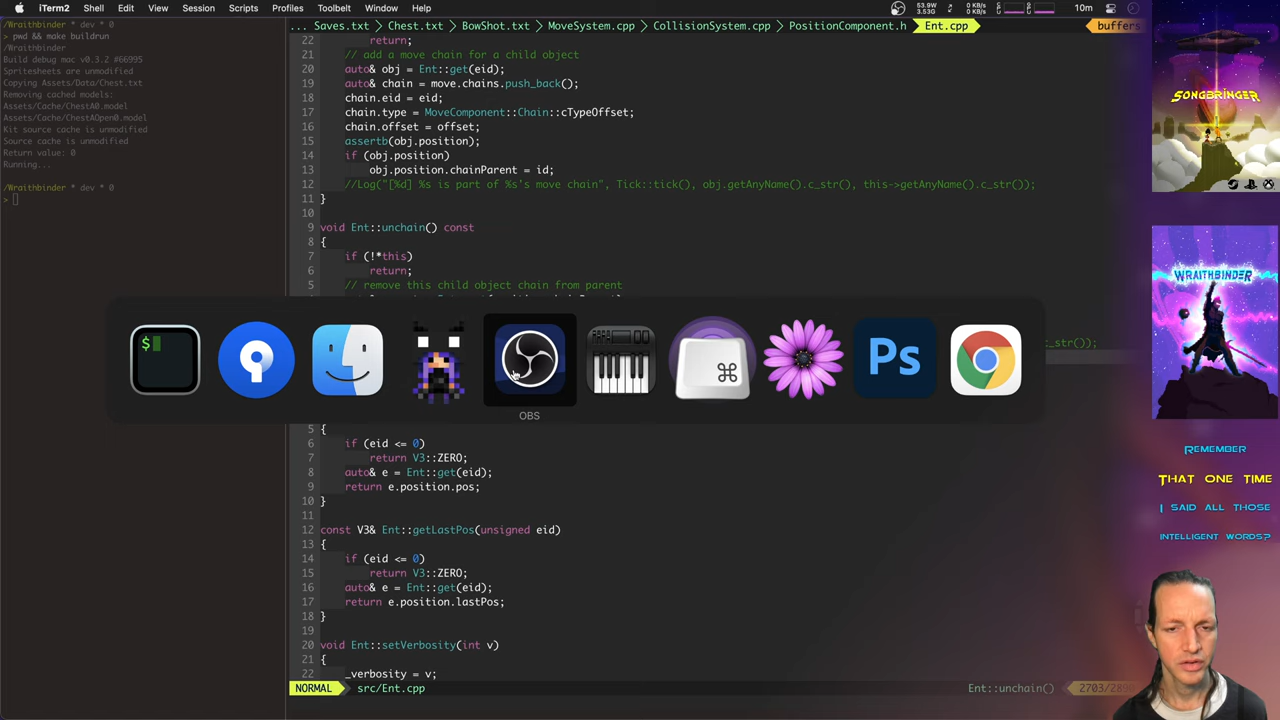 iTerm2 Shell Edit View Session Scripts Profiles Toolbelt Window Help 53.9W 3.53G 0 KB/s 0 KB/s 10m
/Wraithbinder * dev * 0
> pwd && make buildrun
/Wraithbinder
Build debug mac v0.3.2 #66995
Spritesheets are unmodified
Copying Assets/Data/Chest.txt
Removing cached models:
Assets/Cache/ChestA0.model
Assets/Cache/ChestAOpen0.model
Kit source cache is unmodified
Source cache is unmodified
Return value: 0
Running...
/Wraithbinder * dev * 0
>
... Saves.txt Chest.txt BowShot.txt MoveSystem.cpp CollisionSystem.cpp PositionComponent.h Ent.cpp buffers
22 return;
21 // add a move chain for a child object
20 auto& obj = Ent::get(eid);
19 auto& chain = move.chains.push_back();
18 chain.eid = eid;
17 chain.type = MoveComponent::Chain::cTypeOffset;
16 chain.offset = offset;
15 assertb(obj.position);
14 if (obj.position)
13 obj.position.chainParent = id;
12 //Log("[%d] %s is part of %s's move chain", Tick::tick(), obj.getAnyName().c_str(), this->getAnyName().c_str());
11 }
10
9 void Ent::unchain() const
8 {
7 if (!*this)
6 return;
5 // remove this child object chain from parent
c_str());
$
OBS
Ps
5 {
6 if (eid <= 0)
7 return V3::ZERO;
8 auto& e = Ent::get(eid);
9 return e.position.pos;
10 }
11
12 const V3& Ent::getLastPos(unsigned eid)
13 {
14 if (eid <= 0)
15 return V3::ZERO;
16 auto& e = Ent::get(eid);
17 return e.position.lastPos;
18 }
19
20 void Ent::setVerbosity(int v)
21 {
22 _verbosity = v;
NORMAL src/Ent.cpp Ent::unchain()
SONGBRINGER
WRAITHBINDER
Remember
That one time
I said all those
intelligent words?